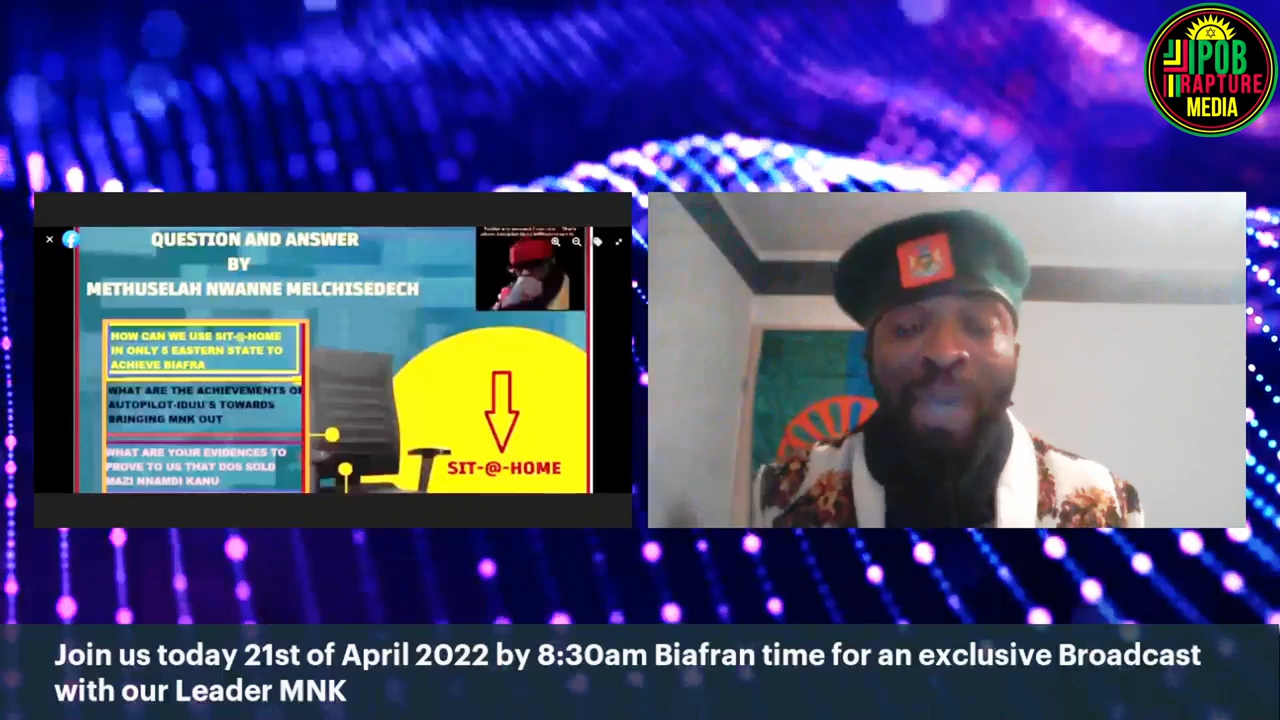 IPOB
RAPTURE
MEDIA
QUESTION AND ANSWER
BY
METHUSELAH NWANNE MELCHISEDECH
HOW CAN WE USE SIT-@-HOME
IN ONLY 5 EASTERN STATE TO
ACHIEVE BIAFRA
WHAT ARE THE ACHIEVEMENTS OF
AUTOPILOT-IDUU'S TOWARDS
BRINGING MNK OUT
WHAT ARE YOUR EVIDENCES TO
PROVE TO US THAT DOS SOLD
MAZI NNAMDI KANU
SIT-@-HOME
Join us today 21st of April 2022 by 8:30am Biafran time for an exclusive Broadcast
with our Leader MNK